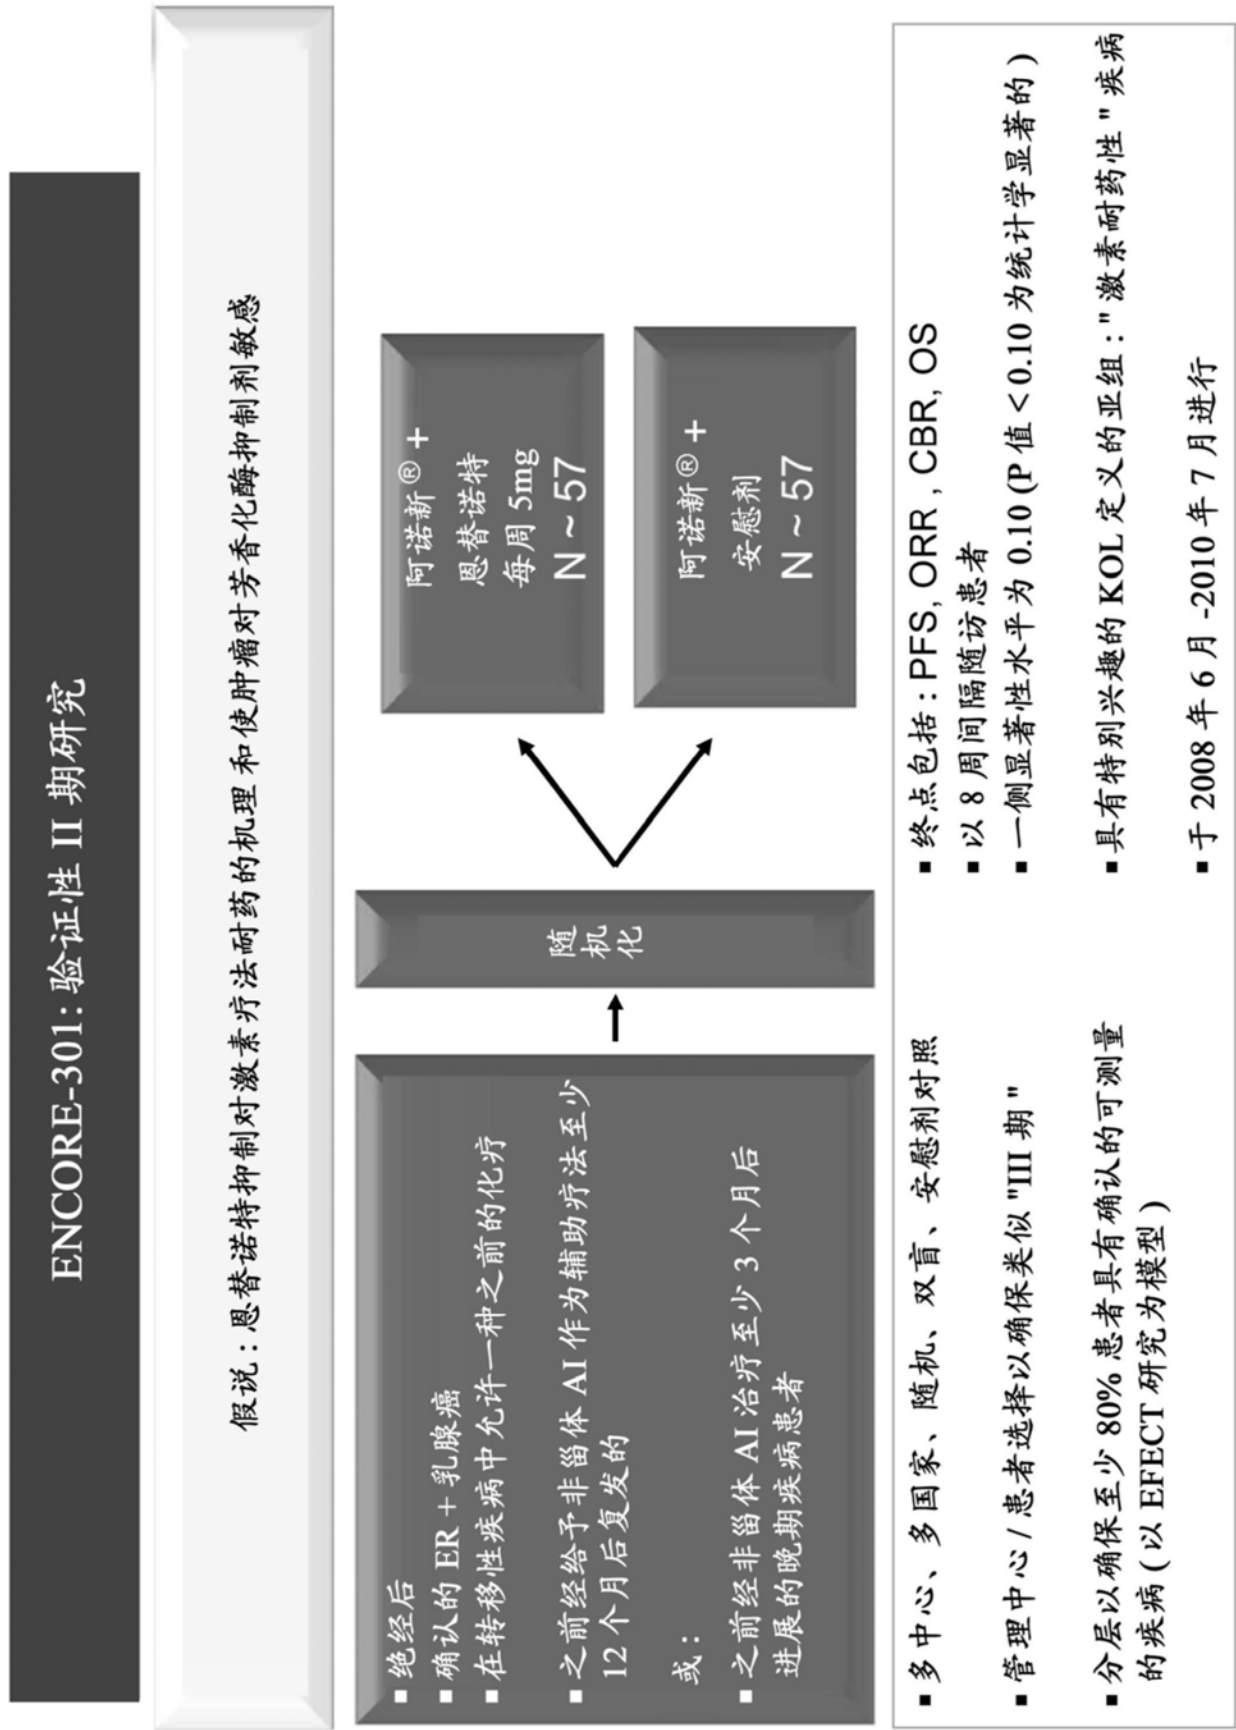 ENCORE-301: 验证性 II 期研究
假说：恩替诺特抑制对激素疗法耐药的机理和使肿瘤对芳香化酶抑制剂敏感
▪ 绝经后
▪ 确认的 ER + 乳腺癌
▪ 在转移性疾病中允许一种之前的化疗
▪ 之前经给予非甾体 AI 作为辅助疗法至少
12 个月后复发的
或：
▪ 之前经非甾体 AI 治疗至少 3 个月后
进展的晚期疾病患者
随
机
化
阿诺新® +
恩替诺特
每周 5mg
N ~ 57
阿诺新® +
安慰剂
N ~ 57
▪ 多中心、多国家、随机、双盲、安慰剂对照
▪ 管理中心 / 患者选择以确保类似 "III 期"
▪ 分层以确保至少 80% 患者具有确认的可测量
的疾病 ( 以 EFECT 研究为模型 )
▪ 终点包括 : PFS, ORR , CBR, OS
▪ 以 8 周间隔随访患者
▪ 一侧显著性水平为 0.10 (P 值 < 0.10 为统计学显著的 )
▪ 具有特别兴趣的 KOL 定义的亚组 : " 激素耐药性 " 疾病
▪ 于 2008 年 6 月 -2010 年 7 月进行